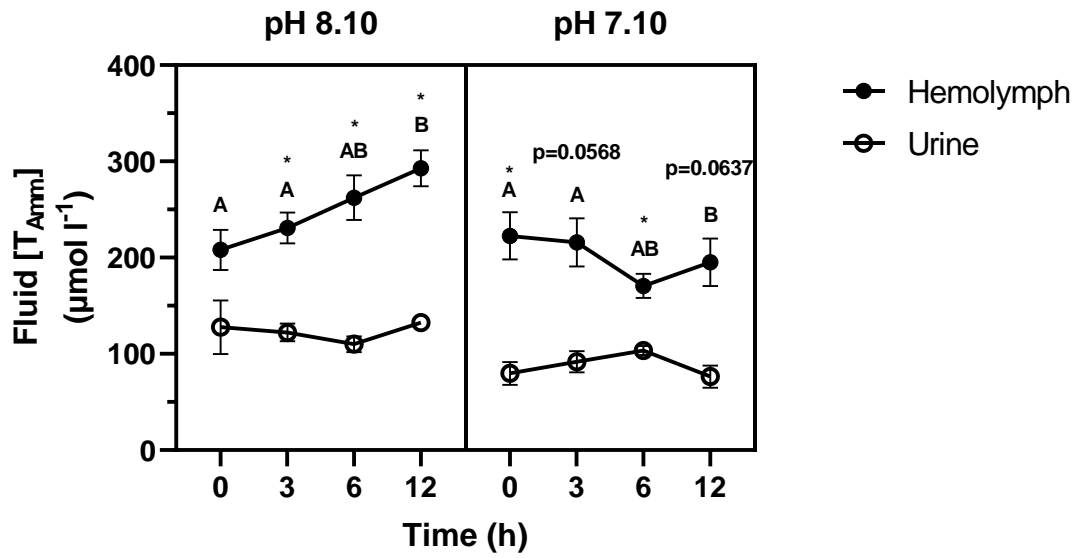 pH 8.10
pH 7.10
Fluid [TAmm]
(µmol l-1)
400
300
200
100
0
A
*
A
*
AB
*
B
*
A
p=0.0568
A
*
AB
p=0.0637
B
0 3 6 12
0 3 6 12
Time (h)
Hemolymph
Urine